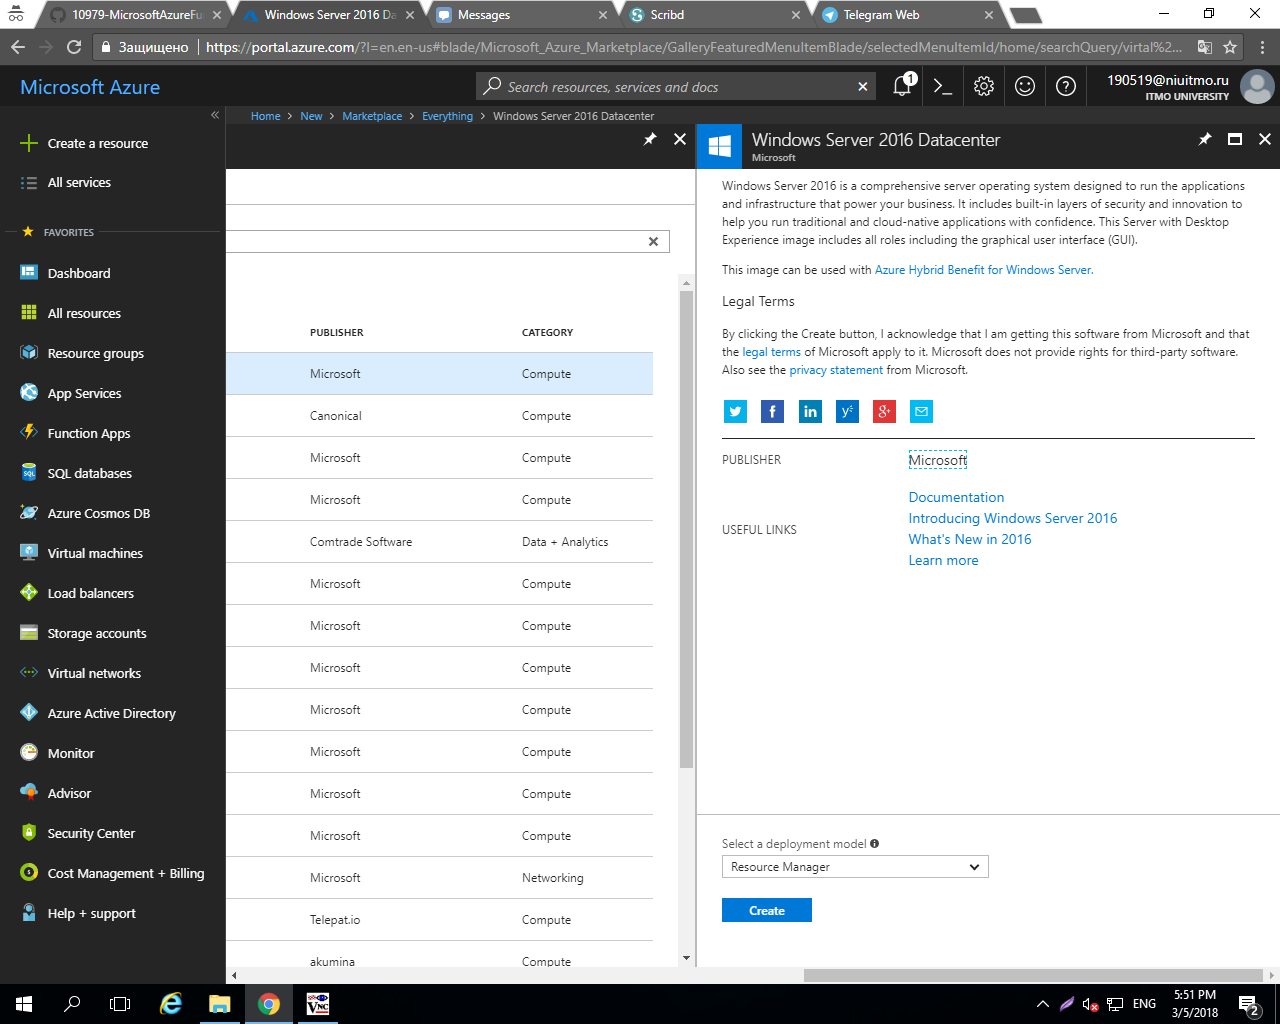 10979-MicrosoftAzureFu
Windows Server 2016 Da
Messages
Scribd
Telegram Web
Защищено
https://portal.azure.com/?l=en.en-us#blade/Microsoft_Azure_Marketplace/GalleryFeaturedMenuItemBlade/selectedMenuItemId/home/searchQuery/virtal%2...
Microsoft Azure
Search resources, services and docs
1
190519@niuitmo.ru
ITMO UNIVERSITY
Home > New > Marketplace > Everything > Windows Server 2016 Datacenter
Create a resource
All services
FAVORITES
Dashboard
All resources
Resource groups
App Services
Function Apps
SQL databases
Azure Cosmos DB
Virtual machines
Load balancers
Storage accounts
Virtual networks
Azure Active Directory
Monitor
Advisor
Security Center
Cost Management + Billing
Help + support
PUBLISHER CATEGORY
Microsoft Compute
Canonical Compute
Microsoft Compute
Microsoft Compute
Comtrade Software Data + Analytics
Microsoft Compute
Microsoft Compute
Microsoft Compute
Microsoft Compute
Microsoft Compute
Microsoft Compute
Microsoft Compute
Microsoft Networking
Telepat.io Compute
akumina Compute
Windows Server 2016 Datacenter
Microsoft
Windows Server 2016 is a comprehensive server operating system designed to run the applications
and infrastructure that power your business. It includes built-in layers of security and innovation to
help you run traditional and cloud-native applications with confidence. This Server with Desktop
Experience image includes all roles including the graphical user interface (GUI).
This image can be used with Azure Hybrid Benefit for Windows Server.
Legal Terms
By clicking the Create button, I acknowledge that I am getting this software from Microsoft and that
the legal terms of Microsoft apply to it. Microsoft does not provide rights for third-party software.
Also see the privacy statement from Microsoft.
PUBLISHER Microsoft
USEFUL LINKS
Documentation
Introducing Windows Server 2016
What's New in 2016
Learn more
Select a deployment model
Resource Manager
Create
ENG
5:51 PM
3/5/2018
2